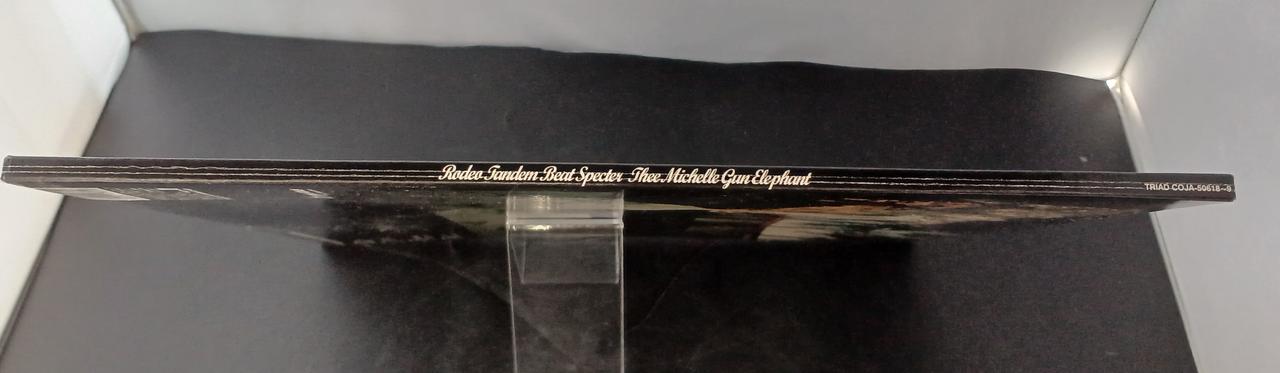 Rodeo Tandem Beat Specter Thee Michelle Gun Elephant
TRIAD COJA-50618~9